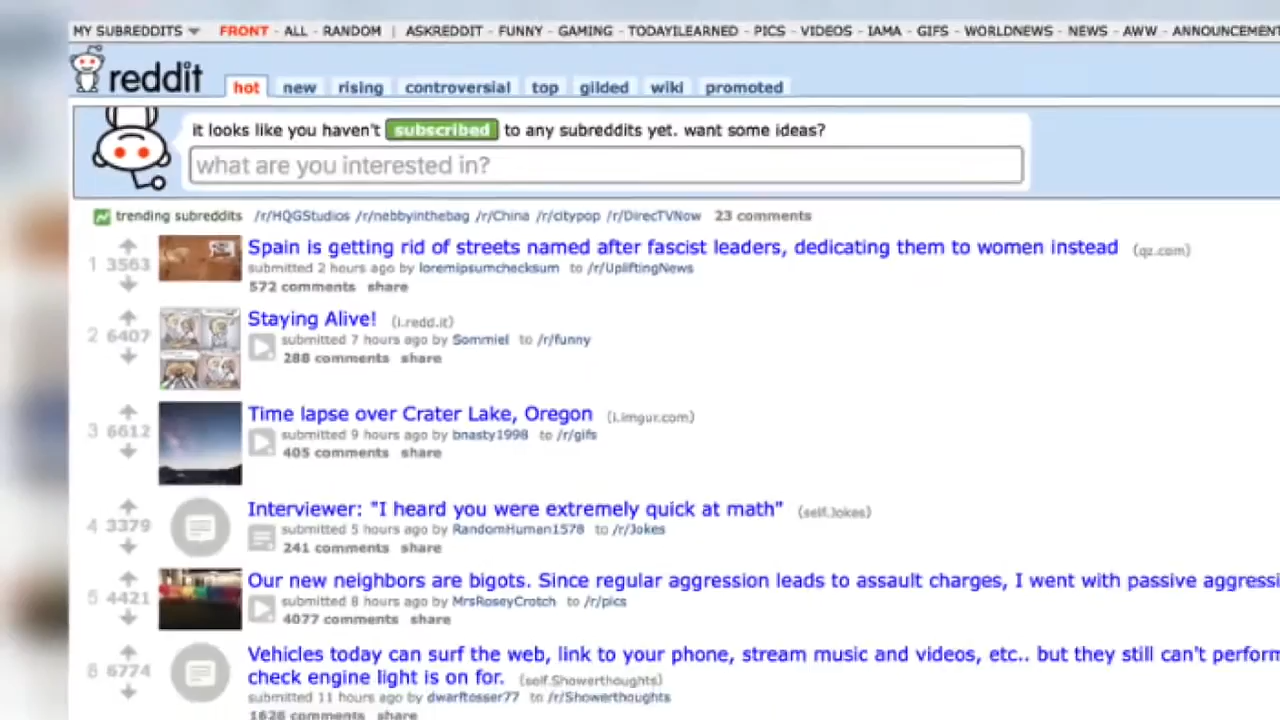 MY SUBREDDITS FRONT - ALL - RANDOM | ASKREDDIT - FUNNY - GAMING - TODAYILEARNED - PICS - VIDEOS - IAMA - GIFS - WORLDNEWS - NEWS - AWW - ANNOUNCEMENT
reddit hot new rising controversial top gilded wiki promoted
it looks like you haven't subscribed to any subreddits yet. want some ideas?
what are you interested in?
trending subreddits /r/HQGStudios /r/nebbyinthebag /r/China /r/citypop /r/DirecTVNow 23 comments
Spain is getting rid of streets named after fascist leaders, dedicating them to women instead (qz.com)
1 3563 submitted 2 hours ago by loremipsumchecksum to /r/UpliftingNews
572 comments share
Staying Alive! (i.redd.it)
2 6407 submitted 7 hours ago by Sommiel to /r/funny
288 comments share
Time lapse over Crater Lake, Oregon (i.imgur.com)
3 6612 submitted 9 hours ago by bnasty1998 to /r/gifs
405 comments share
Interviewer: "I heard you were extremely quick at math" (self.Jokes)
4 3379 submitted 5 hours ago by RandomHuman1578 to /r/Jokes
241 comments share
Our new neighbors are bigots. Since regular aggression leads to assault charges, I went with passive aggressi
5 4421 submitted 8 hours ago by MrsRoseyCrotch to /r/pics
4077 comments share
Vehicles today can surf the web, link to your phone, stream music and videos, etc.. but they still can't perform
6 6774 check engine light is on for. (self.Showerthoughts)
submitted 11 hours ago by dwarftosser77 to /r/Showerthoughts
1628 comments share